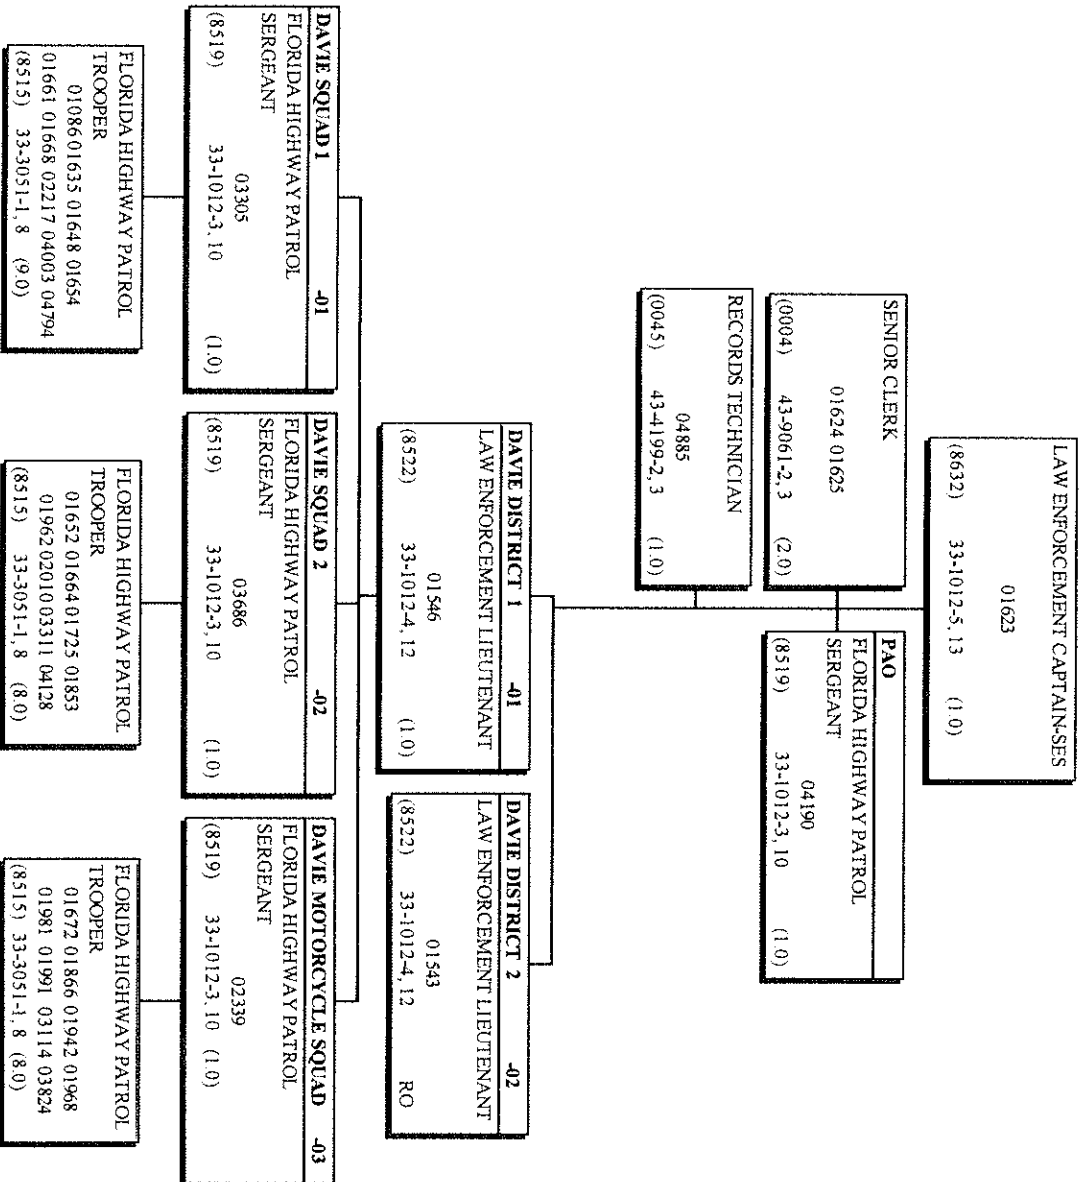 LAW ENFORCEMENT CAPTAIN-SES
01623
(8632) 33-1012-5, 13 (1.0)
SENIOR CLERK
01624 01625
(0004) 43-9061-2, 3 (2.0)
PAO
FLORIDA HIGHWAY PATROL
SERGEANT
04190
(8519) 33-1012-3, 10 (1.0)
RECORDS TECHNICIAN
04885
(0045) 43-4199-2, 3 (1.0)
DAVIE DISTRICT 1 -01
LAW ENFORCEMENT LIEUTENANT
01546
(8522) 33-1012-4, 12 (1.0)
DAVIE DISTRICT 2 -02
LAW ENFORCEMENT LIEUTENANT
01543
(8522) 33-1012-4, 12 RO
DAVIE SQUAD 1 -01
FLORIDA HIGHWAY PATROL
SERGEANT
03305
(8519) 33-1012-3, 10 (1.0)
DAVIE SQUAD 2 -02
FLORIDA HIGHWAY PATROL
SERGEANT
03686
(8519) 33-1012-3, 10 (1.0)
DAVIE MOTORCYCLE SQUAD -03
FLORIDA HIGHWAY PATROL
SERGEANT
02339
(8519) 33-1012-3, 10 (1.0)
FLORIDA HIGHWAY PATROL
TROOPER
01086 01635 01648 01654
01661 01668 02217 04003 04794
(8515) 33-3051-1, 8 (9.0)
FLORIDA HIGHWAY PATROL
TROOPER
01652 01664 01725 01853
01962 02010 03311 04128
(8515) 33-3051-1, 8 (8.0)
FLORIDA HIGHWAY PATROL
TROOPER
01672 01866 01942 01968
01981 01991 03114 03824
(8515) 33-3051-1, 8 (8.0)